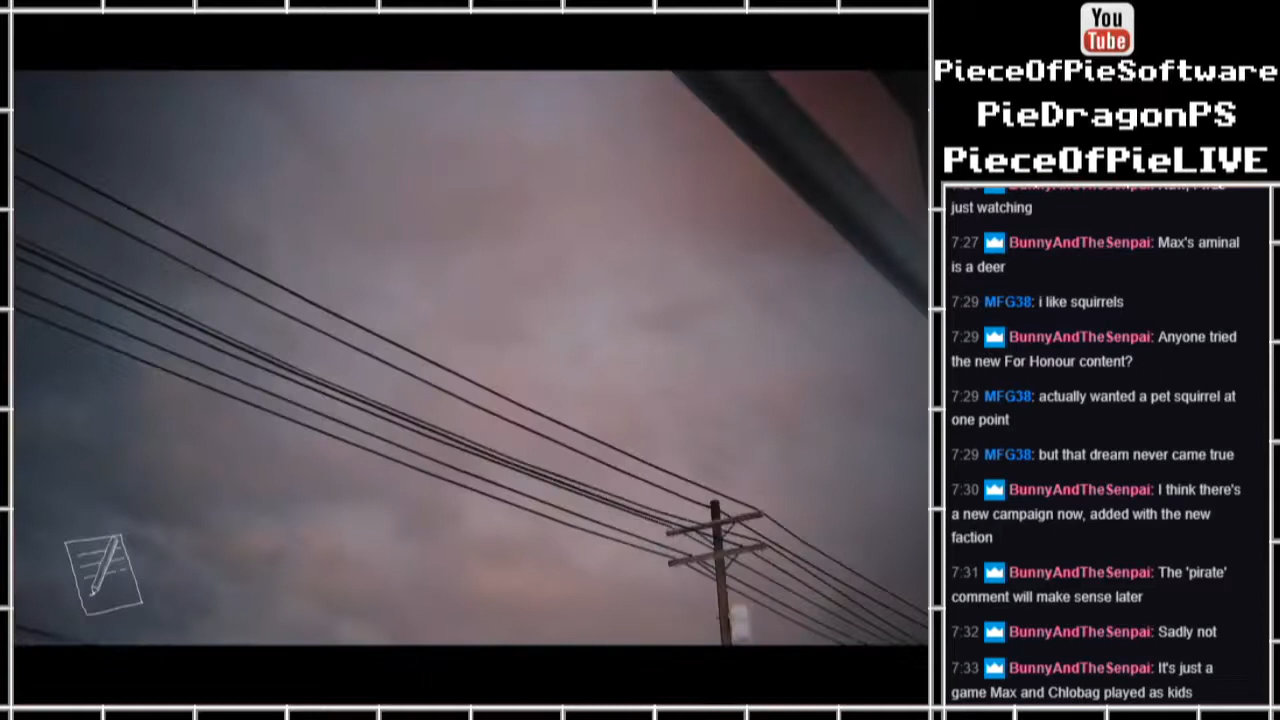 You
Tube
PieceOfPieSoftware
PieDragonPS
PieceOfPieLIVE
just watching
7:27 BunnyAndTheSenpai: Max's aminal
is a deer
7:29 MFG38: i like squirrels
7:29 BunnyAndTheSenpai: Anyone tried
the new For Honour content?
7:29 MFG38: actually wanted a pet squirrel at
one point
7:29 MFG38: but that dream never came true
7:30 BunnyAndTheSenpai: I think there's
a new campaign now, added with the new
faction
7:31 BunnyAndTheSenpai: The 'pirate'
comment will make sense later
7:32 BunnyAndTheSenpai: Sadly not
7:33 BunnyAndTheSenpai: It's just a
game Max and Chlobag played as kids